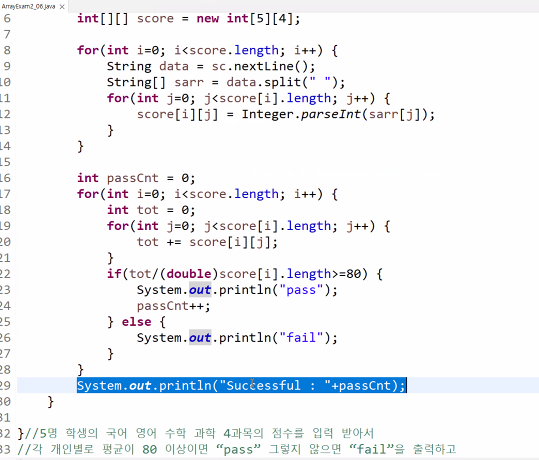 ArrayExam2_06.java
6 int[][] score = new int[5][4];
7
8 for(int i=0; i<score.length; i++) {
9 String data = sc.nextLine();
10 String[] sarr = data.split(" ");
11 for(int j=0; j<score[i].length; j++) {
12 score[i][j] = Integer.parseInt(sarr[j]);
13 }
14 }
15
16 int passCnt = 0;
17 for(int i=0; i<score.length; i++) {
18 int tot = 0;
19 for(int j=0; j<score[i].length; j++) {
20 tot += score[i][j];
21 }
22 if(tot/(double)score[i].length>=80) {
23 System.out.println("pass");
24 passCnt++;
25 } else {
26 System.out.println("fail");
27 }
28 }
29 System.out.println("Successful : "+passCnt);
30 }
31
32 }//5명 학생의 국어 영어 수학 과학 4과목의 점수를 입력 받아서
33 //각 개인별로 평균이 80 이상이면 “pass” 그렇지 않으면 “fail”을 출력하고